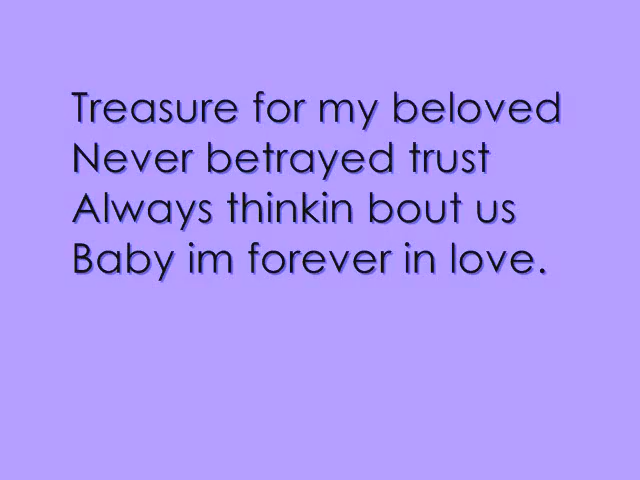 Treasure for my beloved
Never betrayed trust
Always thinkin bout us
Baby im forever in love.